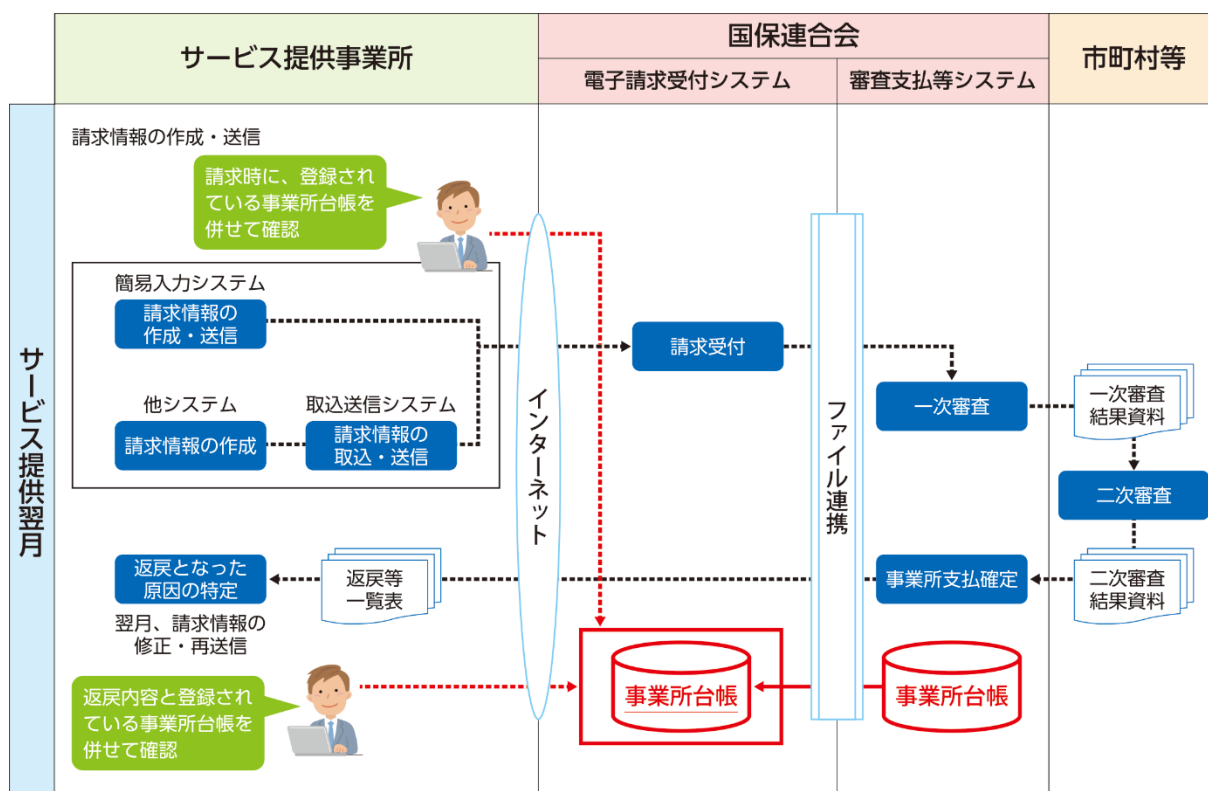 サービス提供事業所
国保連合会
市町村等
電子請求受付システム
審査支払等システム
サービス提供翌月
請求情報の作成・送信
請求時に、登録され
ている事業所台帳を
併せて確認
簡易入力システム
請求情報の
作成・送信
他システム
請求情報の作成
取込送信システム
請求情報の
取込・送信
インターネット
請求受付
ファイル連携
一次審査
一次審査
結果資料
二次審査
二次審査
結果資料
事業所支払確定
返戻等
一覧表
返戻となった
原因の特定
翌月、請求情報の
修正・再送信
返戻内容と登録され
ている事業所台帳を
併せて確認
事業所台帳
事業所台帳